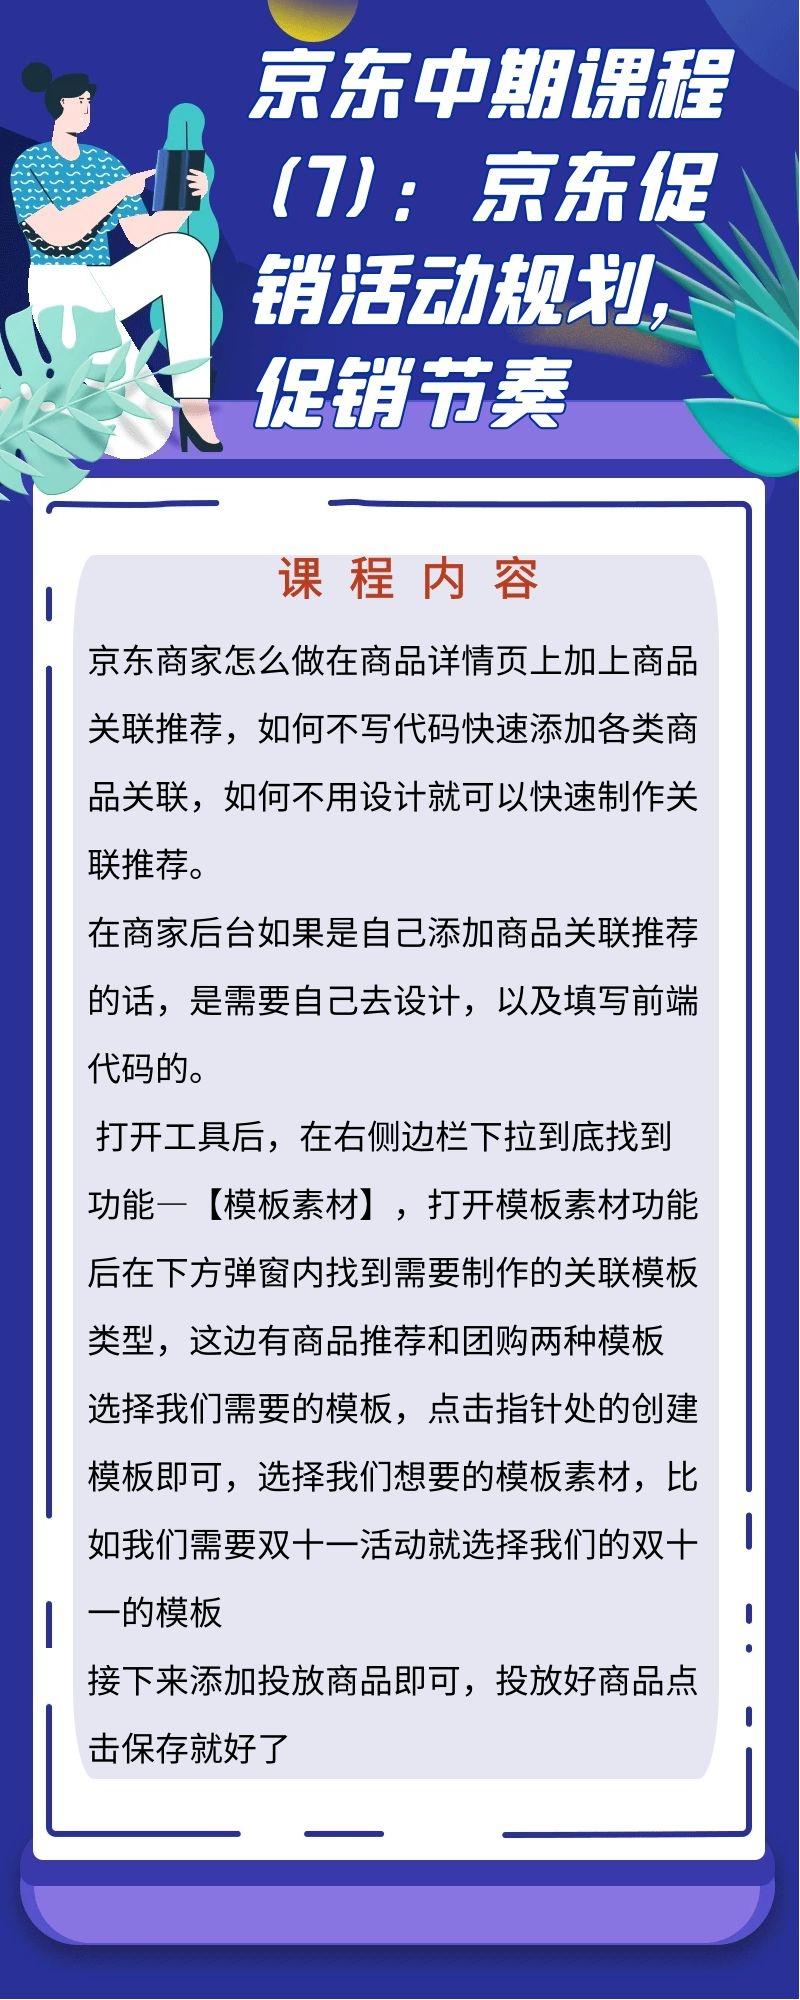 京东中期课程
(7)： 京东促
销活动规划，
促销节奏
课程内容
京东商家怎么做在商品详情页上加上商品
关联推荐，如何不写代码快速添加各类商
品关联，如何不用设计就可以快速制作关
联推荐。
在商家后台如果是自己添加商品关联推荐
的话，是需要自己去设计，以及填写前端
代码的。
打开工具后，在右侧边栏下拉到底找到
功能—【模板素材】，打开模板素材功能
后在下方弹窗内找到需要制作的关联模板
类型，这边有商品推荐和团购两种模板
选择我们需要的模板，点击指针处的创建
模板即可，选择我们想要的模板素材，比
如我们需要双十一活动就选择我们的双十
一的模板
接下来添加投放商品即可，投放好商品点
击保存就好了